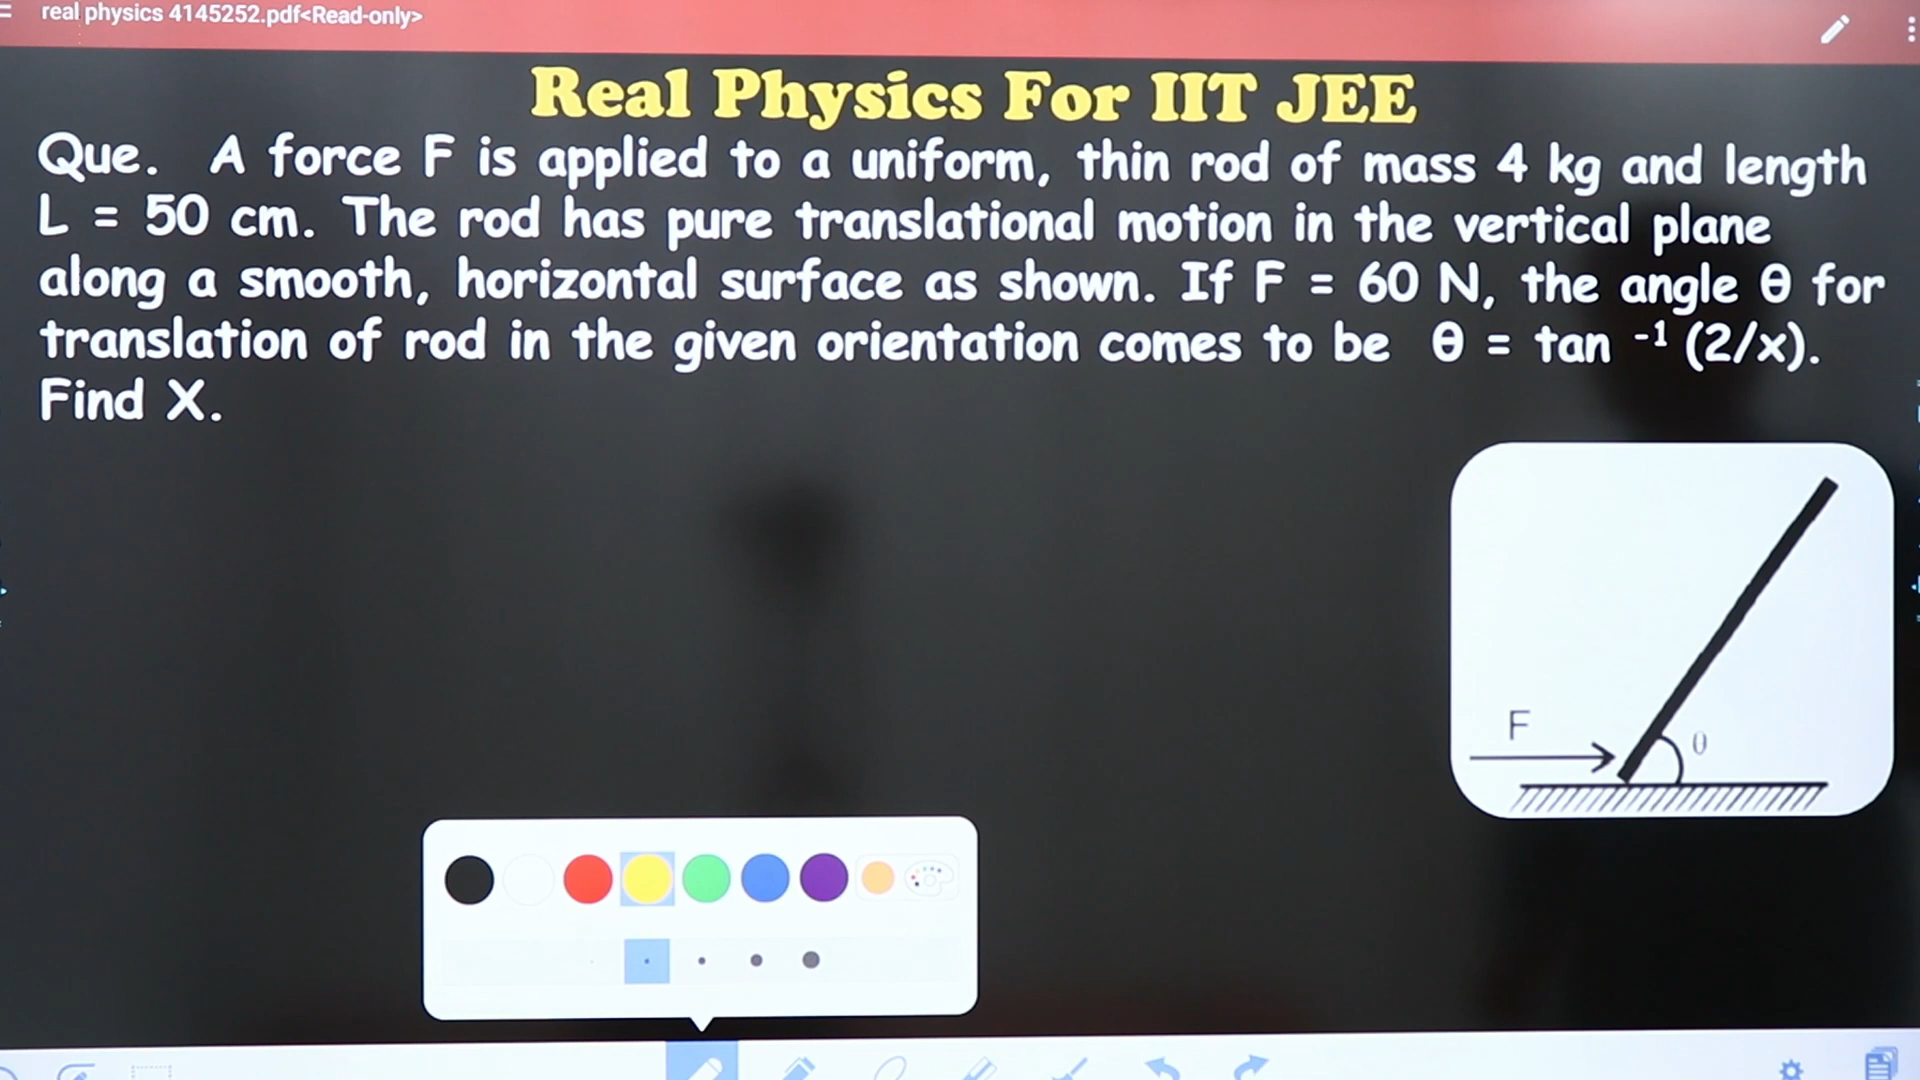 real physics 4145252.pdf<Read-only>
Real Physics For IIT JEE
Que. A force F is applied to a uniform, thin rod of mass 4 kg and length
L = 50 cm. The rod has pure translational motion in the vertical plane
along a smooth, horizontal surface as shown. If F = 60 N, the angle θ for
translation of rod in the given orientation comes to be θ = tan ⁻¹ (2/x).
Find X.
F
θ